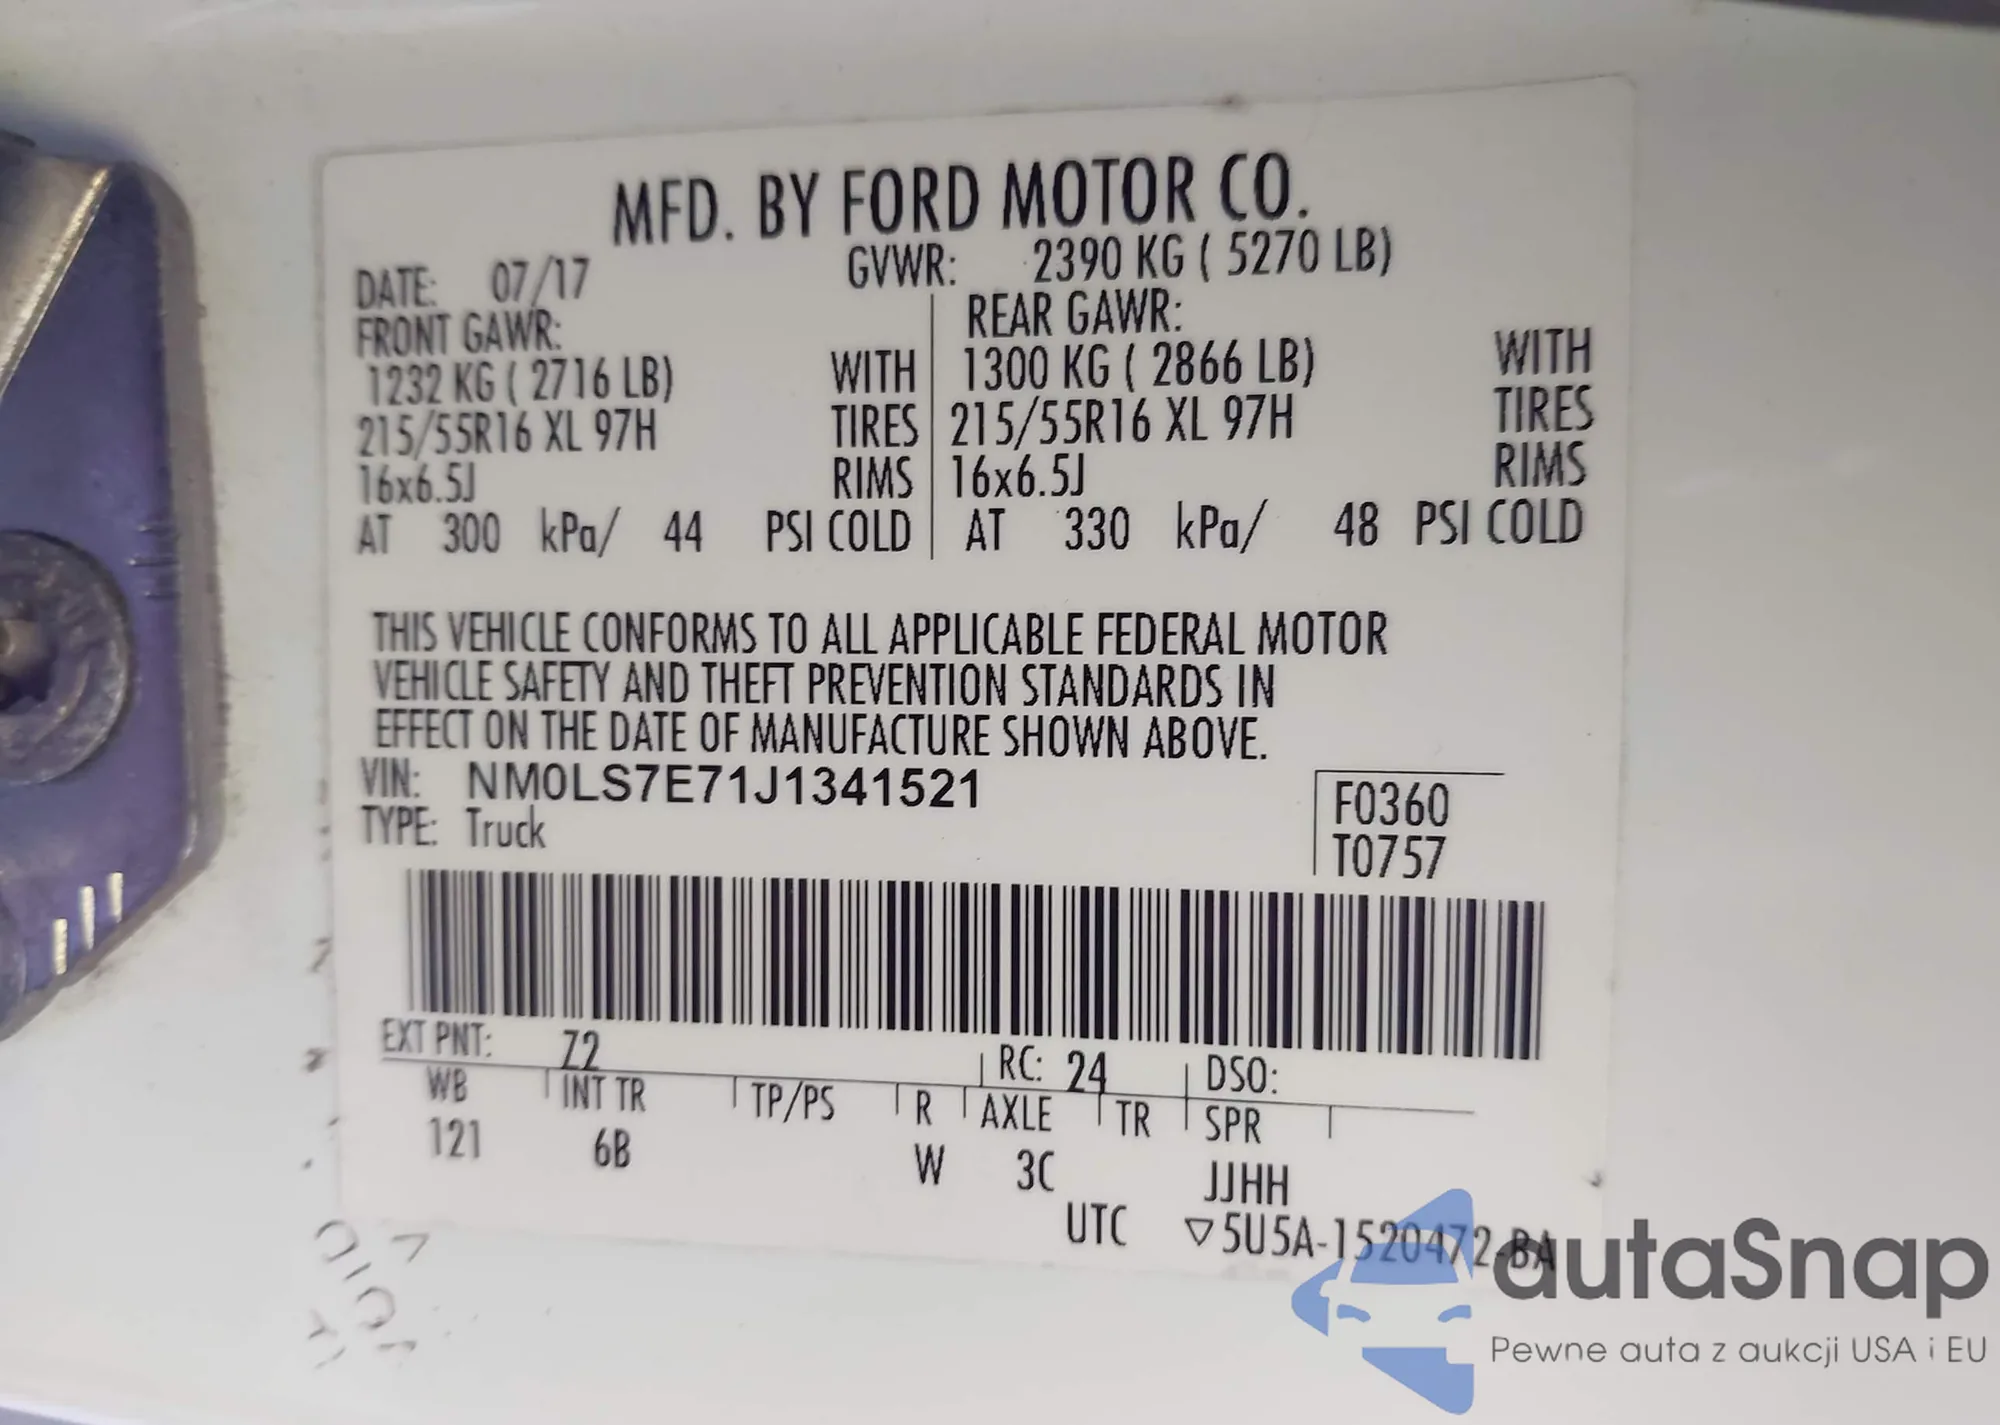 MFD. BY FORD MOTOR CO.
DATE: 07/17 GVWR: 2390 KG ( 5270 LB)
FRONT GAWR: REAR GAWR:
1232 KG ( 2716 LB) WITH 1300 KG ( 2866 LB) WITH
215/55R16 XL 97H TIRES 215/55R16 XL 97H TIRES
16x6.5J RIMS 16x6.5J RIMS
AT 300 kPa/ 44 PSI COLD AT 330 kPa/ 48 PSI COLD
THIS VEHICLE CONFORMS TO ALL APPLICABLE FEDERAL MOTOR
VEHICLE SAFETY AND THEFT PREVENTION STANDARDS IN
EFFECT ON THE DATE OF MANUFACTURE SHOWN ABOVE.
VIN: NM0LS7E71J1341521 F0360
TYPE: Truck T0757
EXT PNT: Z2 RC: 24 DSO:
WB INT TR TP/PS R AXLE TR SPR
121 6B W 3C JJHH
UTC ▽5U5A-1520472-BA
autaSnap
Pewne auta z aukcji USA i EU